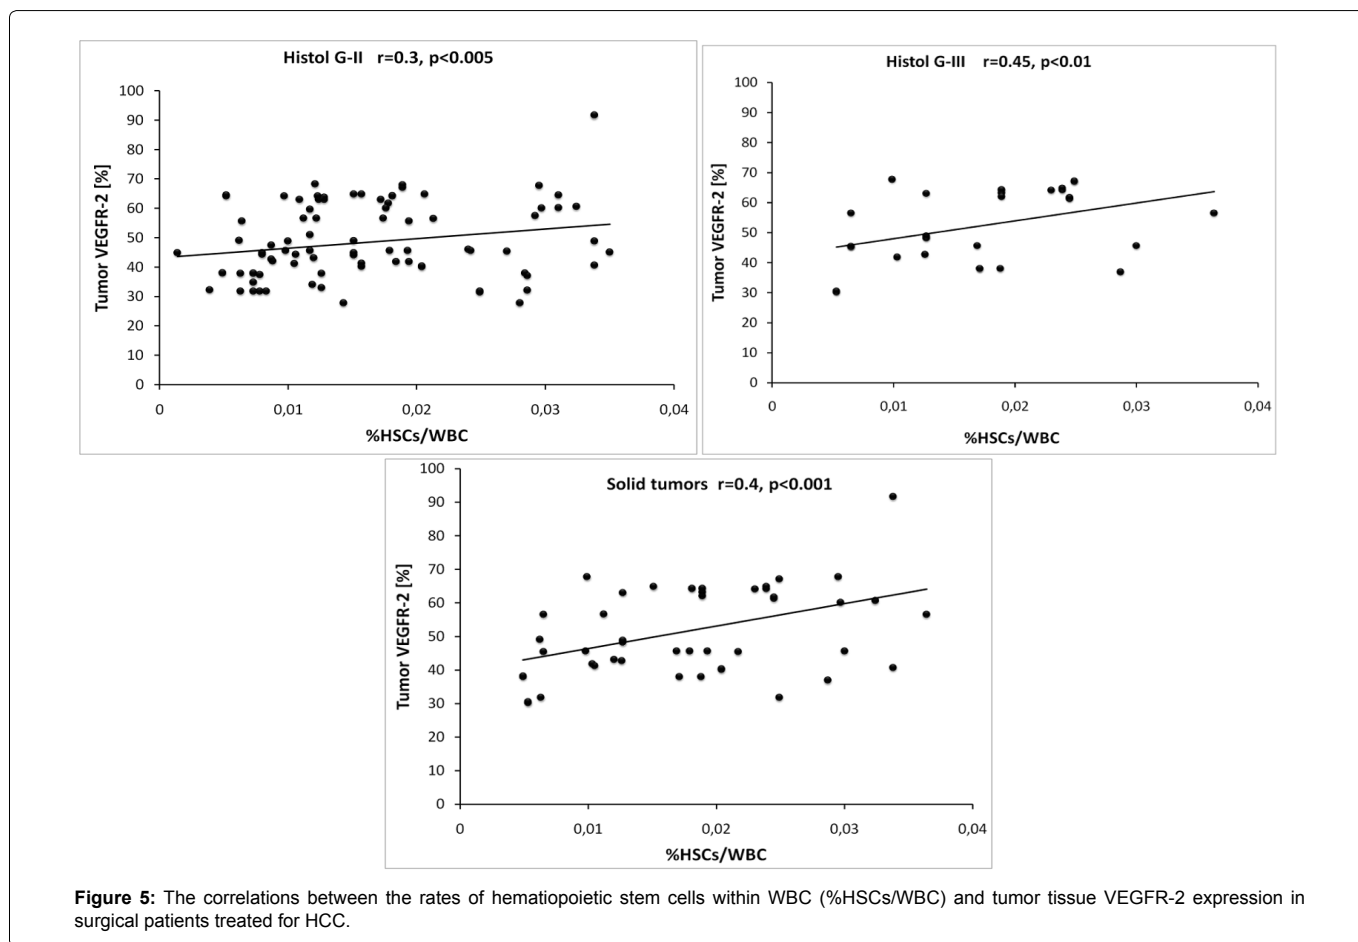 Histol G-II r=0.3, p<0.005
100
90
80
70
60
50
40
30
20
10
0
Tumor VEGFR-2 [%]
0 0,01 0,02 0,03 0,04
%HSCs/WBC
Histol G-III r=0.45, p<0.01
100
90
80
70
60
50
40
30
20
10
0
Tumor VEGFR-2 [%]
0 0,01 0,02 0,03 0,04
%HSCs/WBC
Solid tumors r=0.4, p<0.001
100
90
80
70
60
50
40
30
20
10
0
Tumor VEGFR-2 [%]
0 0,01 0,02 0,03 0,04
%HSCs/WBC
Figure 5: The correlations between the rates of hematiopoietic stem cells within WBC (%HSCs/WBC) and tumor tissue VEGFR-2 expression in
surgical patients treated for HCC.